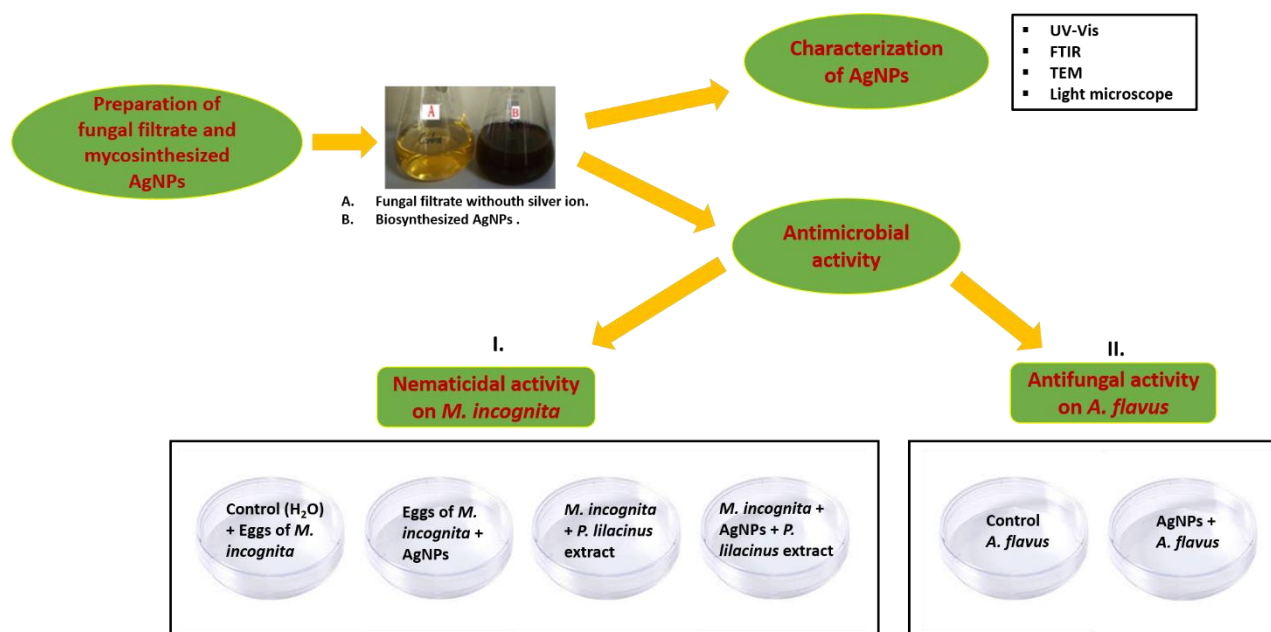 Preparation of
fungal filtrate and
mycosinthesized
AgNPs
A
B
A. Fungal filtrate withouth silver ion.
B. Biosynthesized AgNPs .
Characterization
of AgNPs
▪ UV-Vis
▪ FTIR
▪ TEM
▪ Light microscope
Antimicrobial
activity
I.
Nematicidal activity
on M. incognita
II.
Antifungal activity
on A. flavus
Control (H₂O)
+ Eggs of M.
incognita
Eggs of M.
incognita +
AgNPs
M. incognita
+ P. lilacinus
extract
M. incognita +
AgNPs + P.
lilacinus extract
Control
A. flavus
AgNPs +
A. flavus